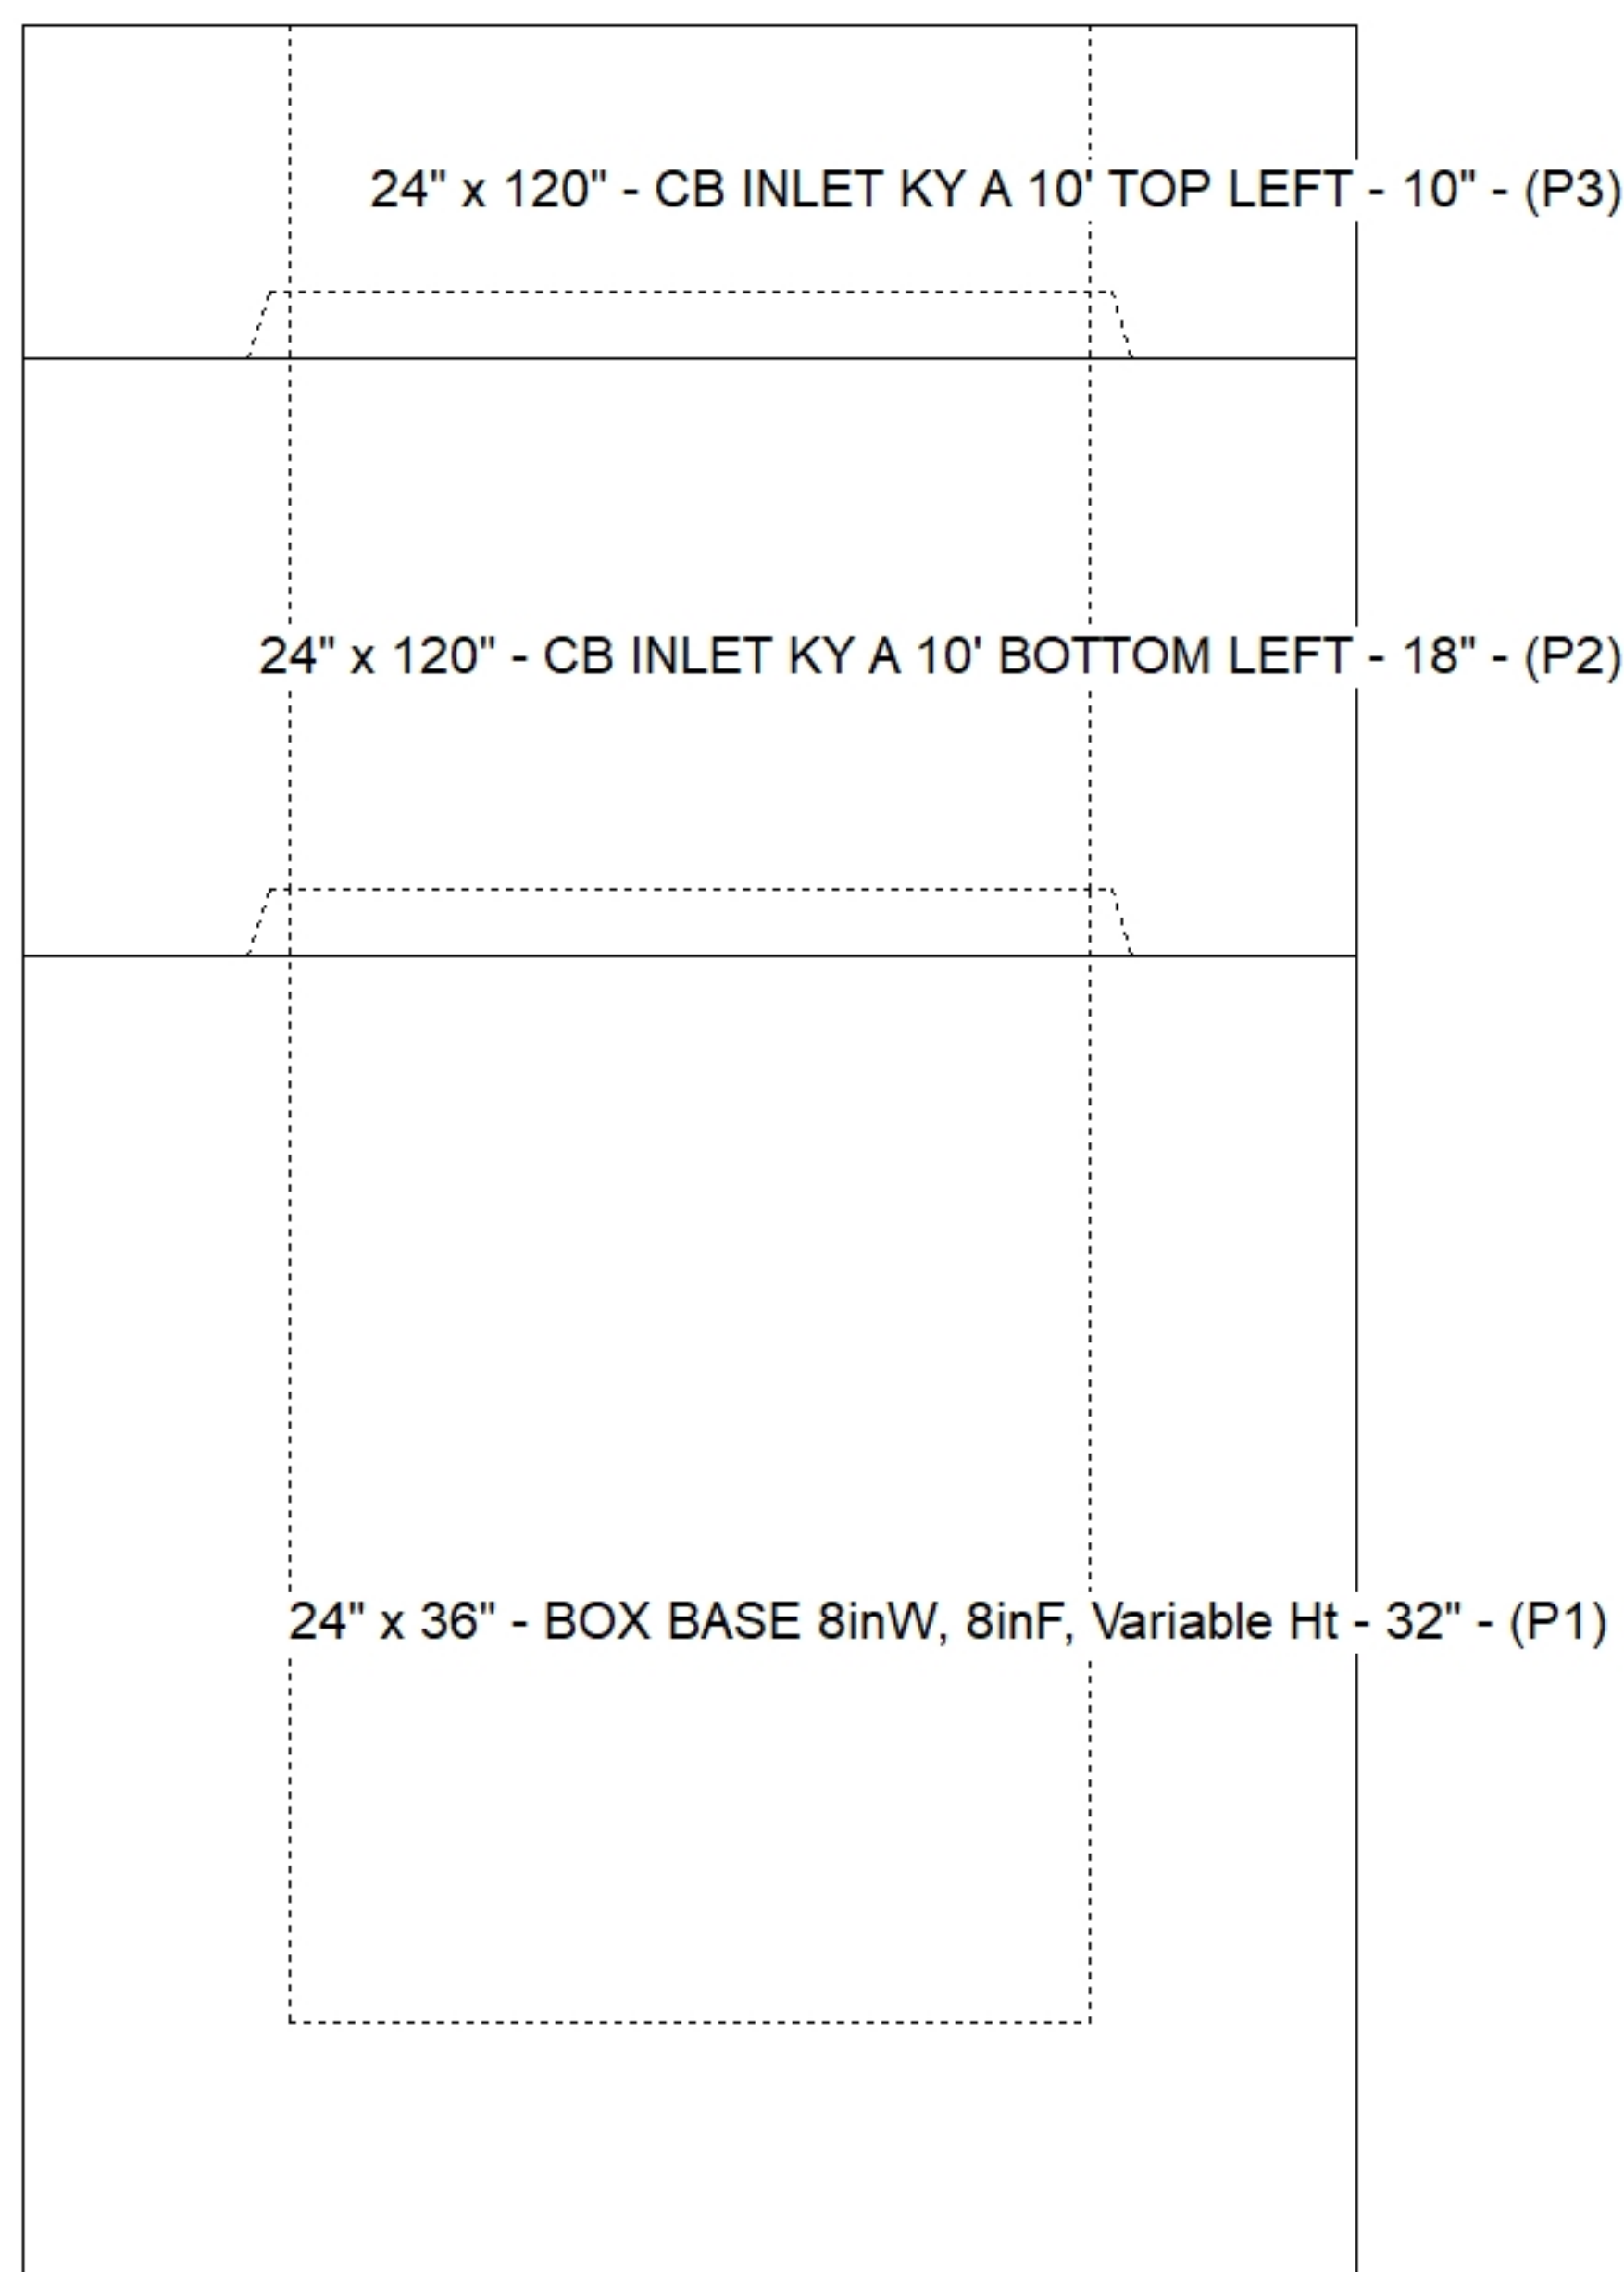 24" x 120" - CB INLET KY A 10' TOP LEFT - 10" - (P3)
24" x 120" - CB INLET KY A 10' BOTTOM LEFT - 18" - (P2)
24" x 36" - BOX BASE 8inW, 8inF, Variable Ht - 32" - (P1)